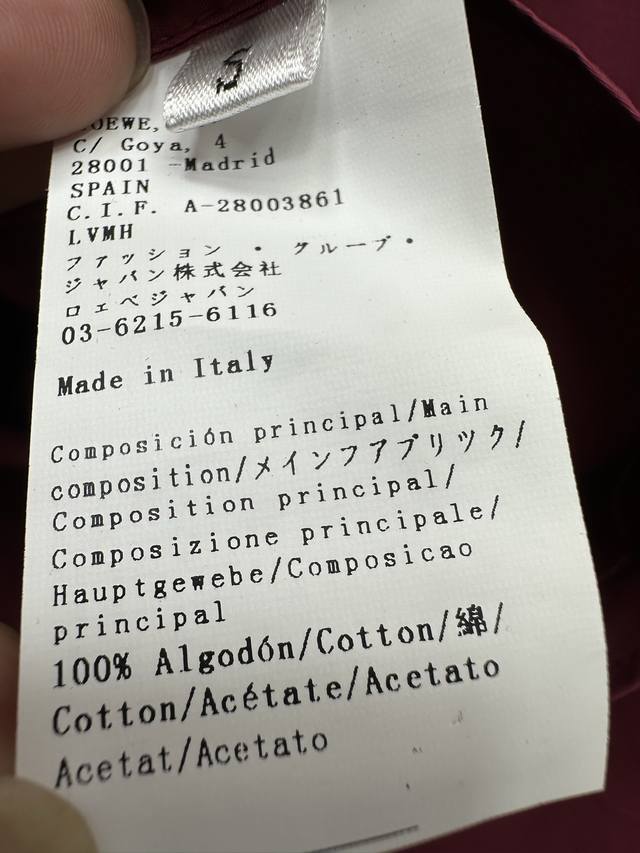 LOEWE,
C/ Goya, 4
28001 -Madrid
SPAIN
C.I.F. A-28003861
LVMH
ファッション・グループ・
ジャパン株式会社
ロエベジャパン
03-6215-6116
Made in Italy
Composición principal/Main
composition/メインファブリック/
Composition principal/
Composizione principale/
Hauptgewebe/Composicao
principal
100% Algodón/Cotton/綿/
Cotton/Acétate/Acetato
Acetat/Acetato